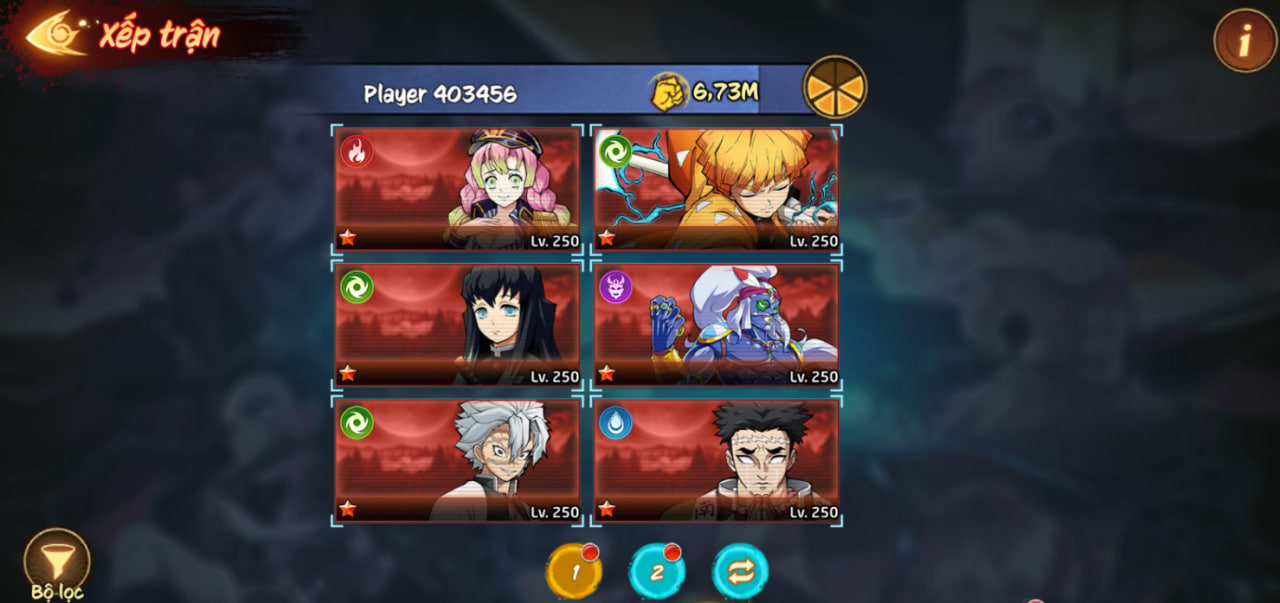 Xếp trận
i
Player 403456
6,73M
Lv. 250
Lv. 250
Lv. 250
Lv. 250
Lv. 250
南
Lv. 250
Bộ lọc
1
2